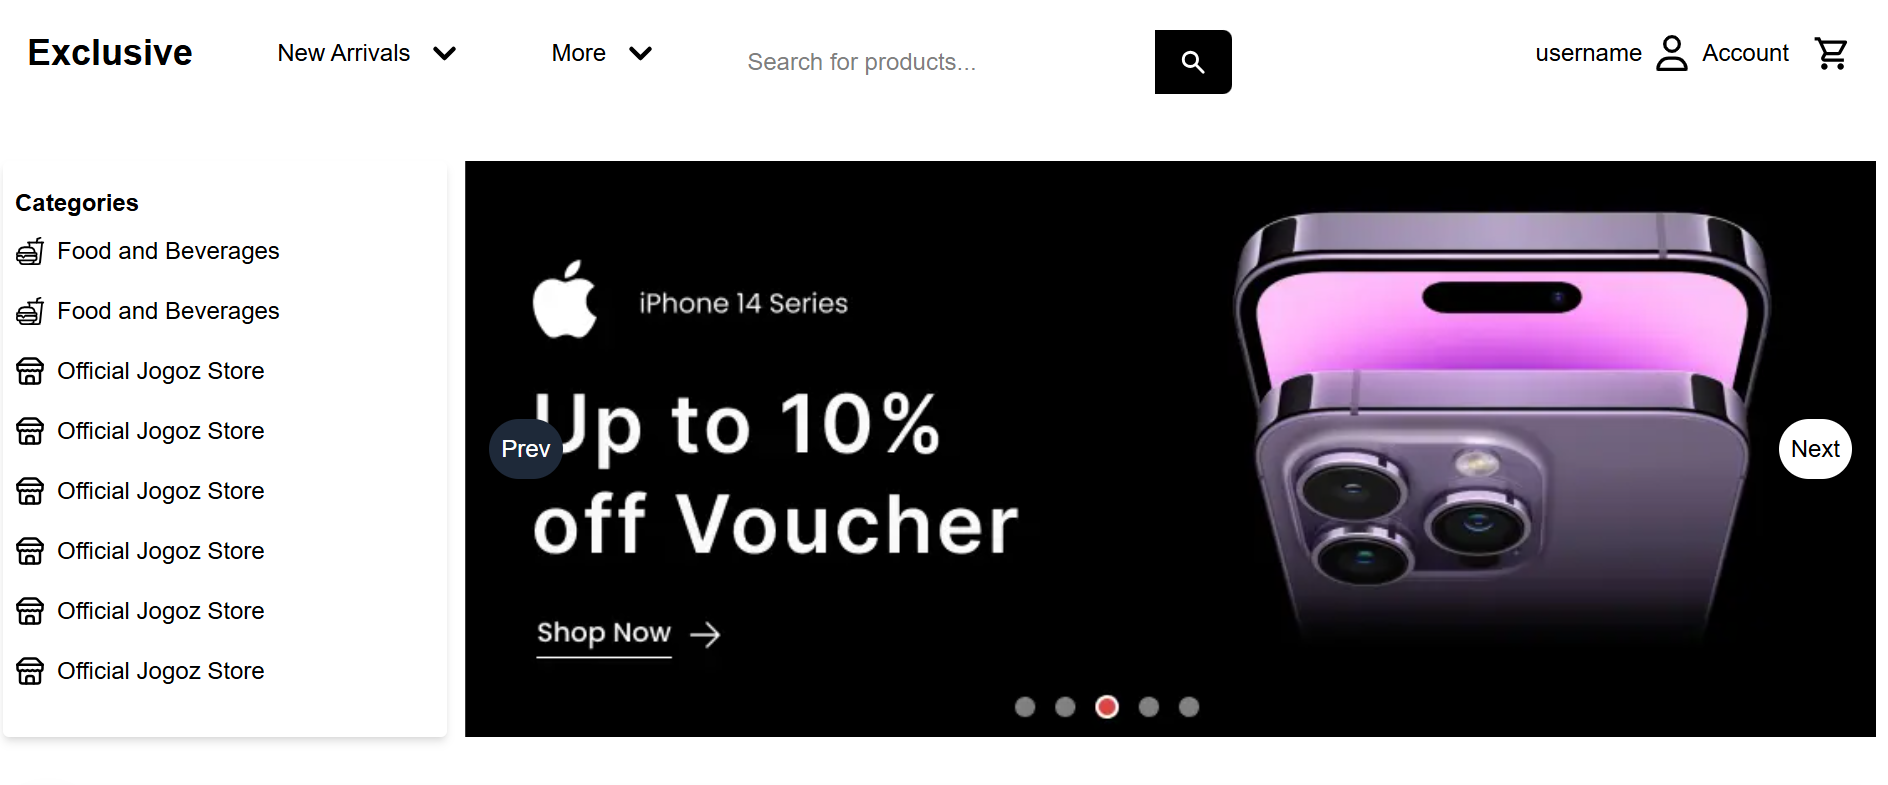 Exclusive
New Arrivals
More
Search for products...
username
Account
Categories
Food and Beverages
Food and Beverages
Official Jogoz Store
Official Jogoz Store
Official Jogoz Store
Official Jogoz Store
Official Jogoz Store
Official Jogoz Store
iPhone 14 Series
Up to 10%
off Voucher
Prev
Next
Shop Now